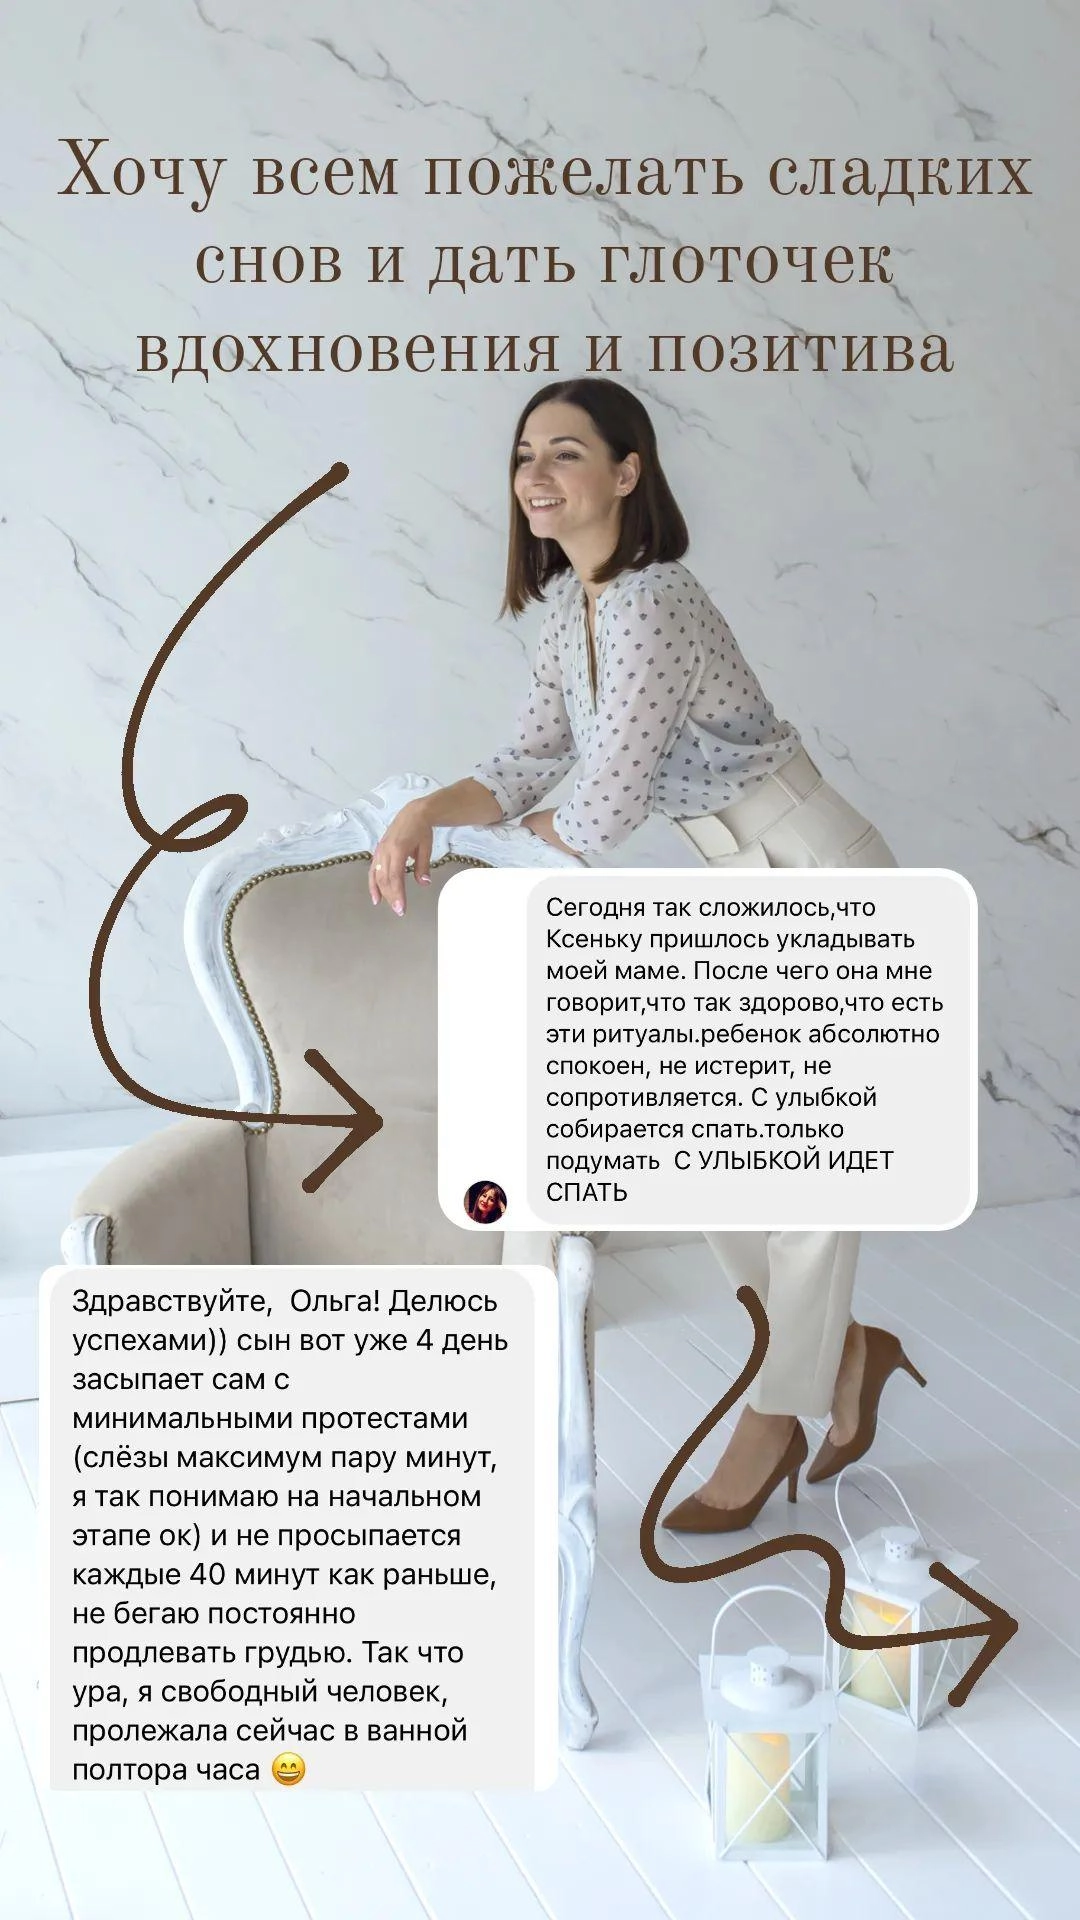 Хочу всем пожелать сладких
снов и дать глоточек
вдохновения и позитива
Сегодня так сложилось,что
Ксеньку пришлось укладывать
моей маме. После чего она мне
говорит,что так здорово,что есть
эти ритуалы.ребенок абсолютно
спокоен, не истерит, не
сопротивляется. С улыбкой
собирается спать.только
подумать  С УЛЫБКОЙ ИДЕТ
СПАТЬ
Здравствуйте,  Ольга! Делюсь
успехами)) сын вот уже 4 день
засыпает сам с
минимальными протестами
(слёзы максимум пару минут,
я так понимаю на начальном
этапе ок) и не просыпается
каждые 40 минут как раньше,
не бегаю постоянно
продлевать грудью. Так что
ура, я свободный человек,
пролежала сейчас в ванной
полтора часа 😄